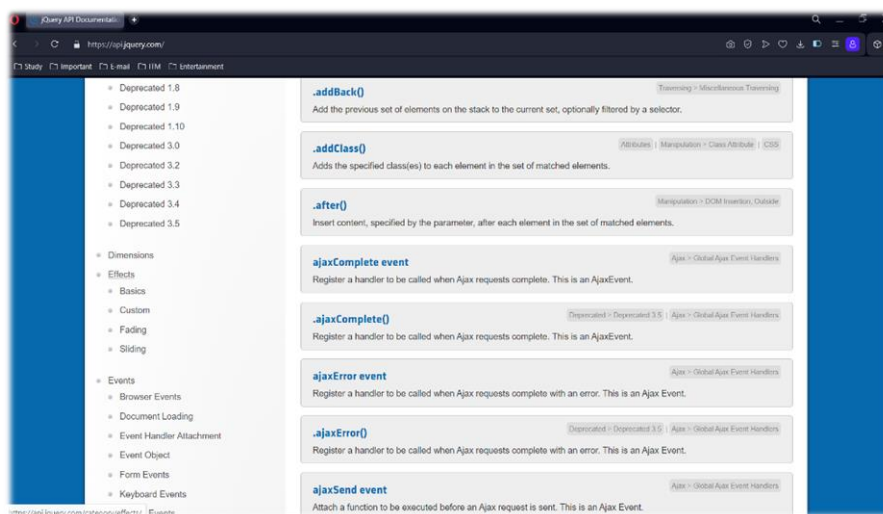 jQuery API Documentatio
https://api.jquery.com/
Study Important E-mail ITM Entertainment
Deprecated 1.8
Deprecated 1.9
Deprecated 1.10
Deprecated 3.0
Deprecated 3.2
Deprecated 3.3
Deprecated 3.4
Deprecated 3.5
Dimensions
Effects
Basics
Custom
Fading
Sliding
Events
Browser Events
Document Loading
Event Handler Attachment
Event Object
Form Events
Keyboard Events
Events
https://api.jquery.com/category/effects/
.addBack()
Traversing > Miscellaneous Traversing
Add the previous set of elements on the stack to the current set, optionally filtered by a selector.
.addClass()
Attributes | Manipulation > Class Attribute | CSS
Adds the specified class(es) to each element in the set of matched elements.
.after()
Manipulation > DOM Insertion, Outside
Insert content, specified by the parameter, after each element in the set of matched elements.
ajaxComplete event
Ajax > Global Ajax Event Handlers
Register a handler to be called when Ajax requests complete. This is an AjaxEvent.
.ajaxComplete()
Deprecated > Deprecated 3.5 | Ajax > Global Ajax Event Handlers
Register a handler to be called when Ajax requests complete. This is an AjaxEvent.
ajaxError event
Ajax > Global Ajax Event Handlers
Register a handler to be called when Ajax requests complete with an error. This is an Ajax Event.
.ajaxError()
Deprecated > Deprecated 3.5 | Ajax > Global Ajax Event Handlers
Register a handler to be called when Ajax requests complete with an error. This is an Ajax Event.
ajaxSend event
Ajax > Global Ajax Event Handlers
Attach a function to be executed before an Ajax request is sent. This is an Ajax Event.